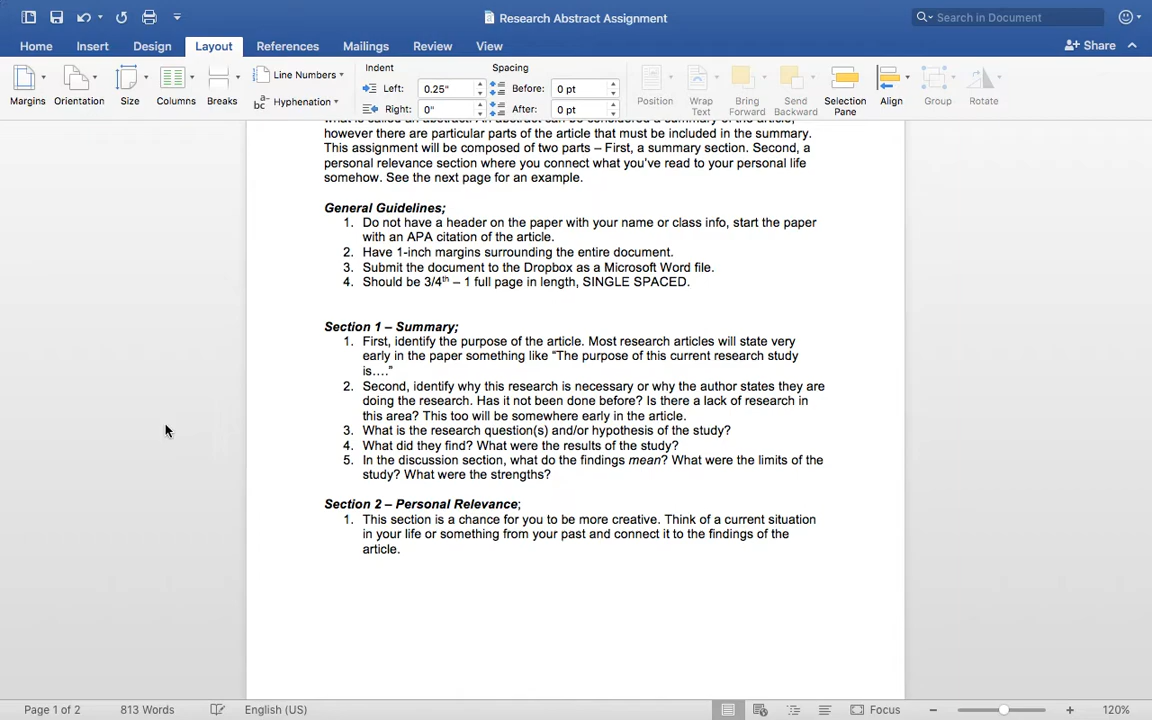 Research Abstract Assignment
Search in Document
Home Insert Design Layout References Mailings Review View Share
Margins Orientation Size Columns Breaks
Line Numbers
Hyphenation
Indent Spacing
Left: 0.25" Before: 0 pt
Right: 0" After: 0 pt
Position Wrap Text Bring Forward Send Backward Selection Pane Align Group Rotate
what is called an abstract. An abstract can be considered a summary of the article,
however there are particular parts of the article that must be included in the summary.
This assignment will be composed of two parts – First, a summary section. Second, a
personal relevance section where you connect what you've read to your personal life
somehow. See the next page for an example.
General Guidelines;
1. Do not have a header on the paper with your name or class info, start the paper
with an APA citation of the article.
2. Have 1-inch margins surrounding the entire document.
3. Submit the document to the Dropbox as a Microsoft Word file.
4. Should be 3/4th – 1 full page in length, SINGLE SPACED.
Section 1 – Summary;
1. First, identify the purpose of the article. Most research articles will state very
early in the paper something like "The purpose of this current research study
is…."
2. Second, identify why this research is necessary or why the author states they are
doing the research. Has it not been done before? Is there a lack of research in
this area? This too will be somewhere early in the article.
3. What is the research question(s) and/or hypothesis of the study?
4. What did they find? What were the results of the study?
5. In the discussion section, what do the findings mean? What were the limits of the
study? What were the strengths?
Section 2 – Personal Relevance;
1. This section is a chance for you to be more creative. Think of a current situation
in your life or something from your past and connect it to the findings of the
article.
Page 1 of 2 813 Words English (US) Focus 120%